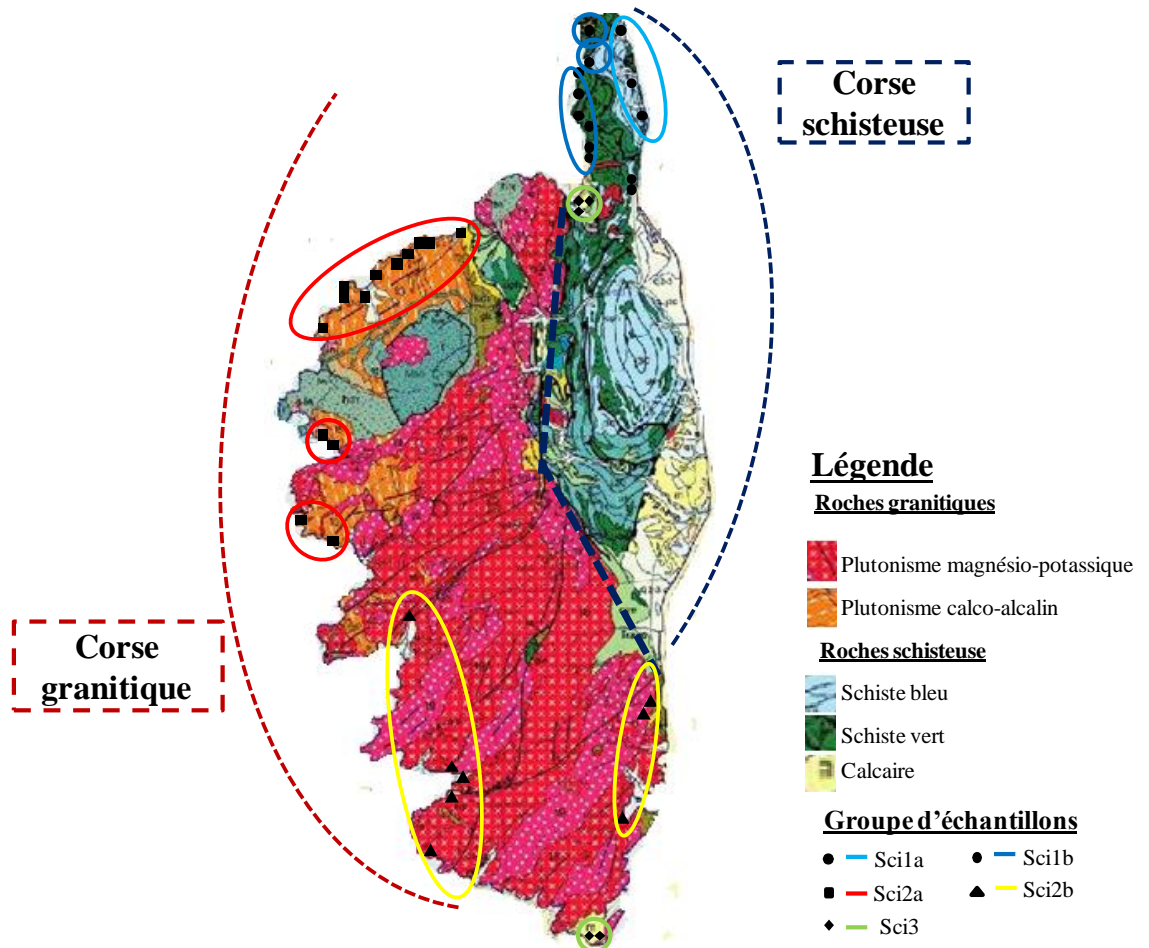 Corse
schisteuse
Corse
granitique
Légende
Roches granitiques
Plutonisme magnésio-potassique
Plutonisme calco-alcalin
Roches schisteuse
Schiste bleu
Schiste vert
Calcaire
Groupe d'échantillons
Sci1a
Sci1b
Sci2a
Sci2b
Sci3